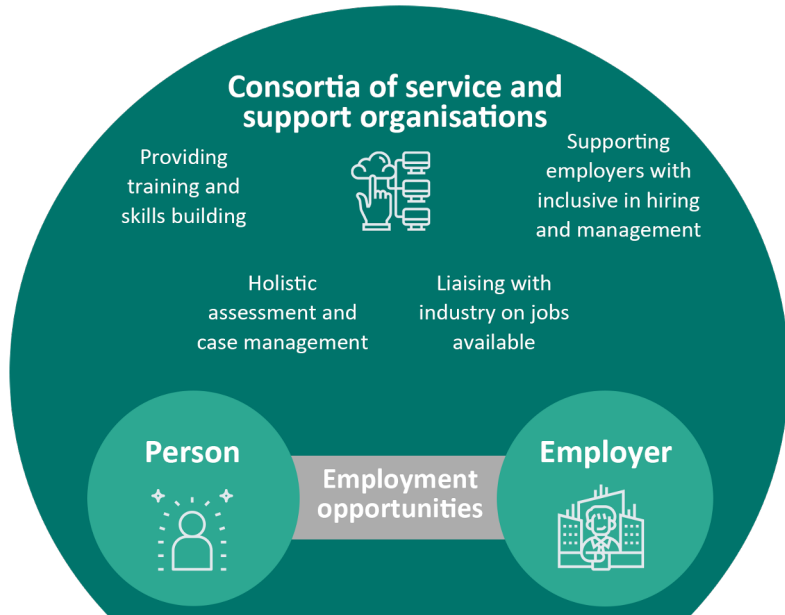 Consortia of service and
support organisations
Providing
training and
skills building
Supporting
employers with
inclusive in hiring
and management
Holistic
assessment and
case management
Liaising with
industry on jobs
available
Person
Employment
opportunities
Employer